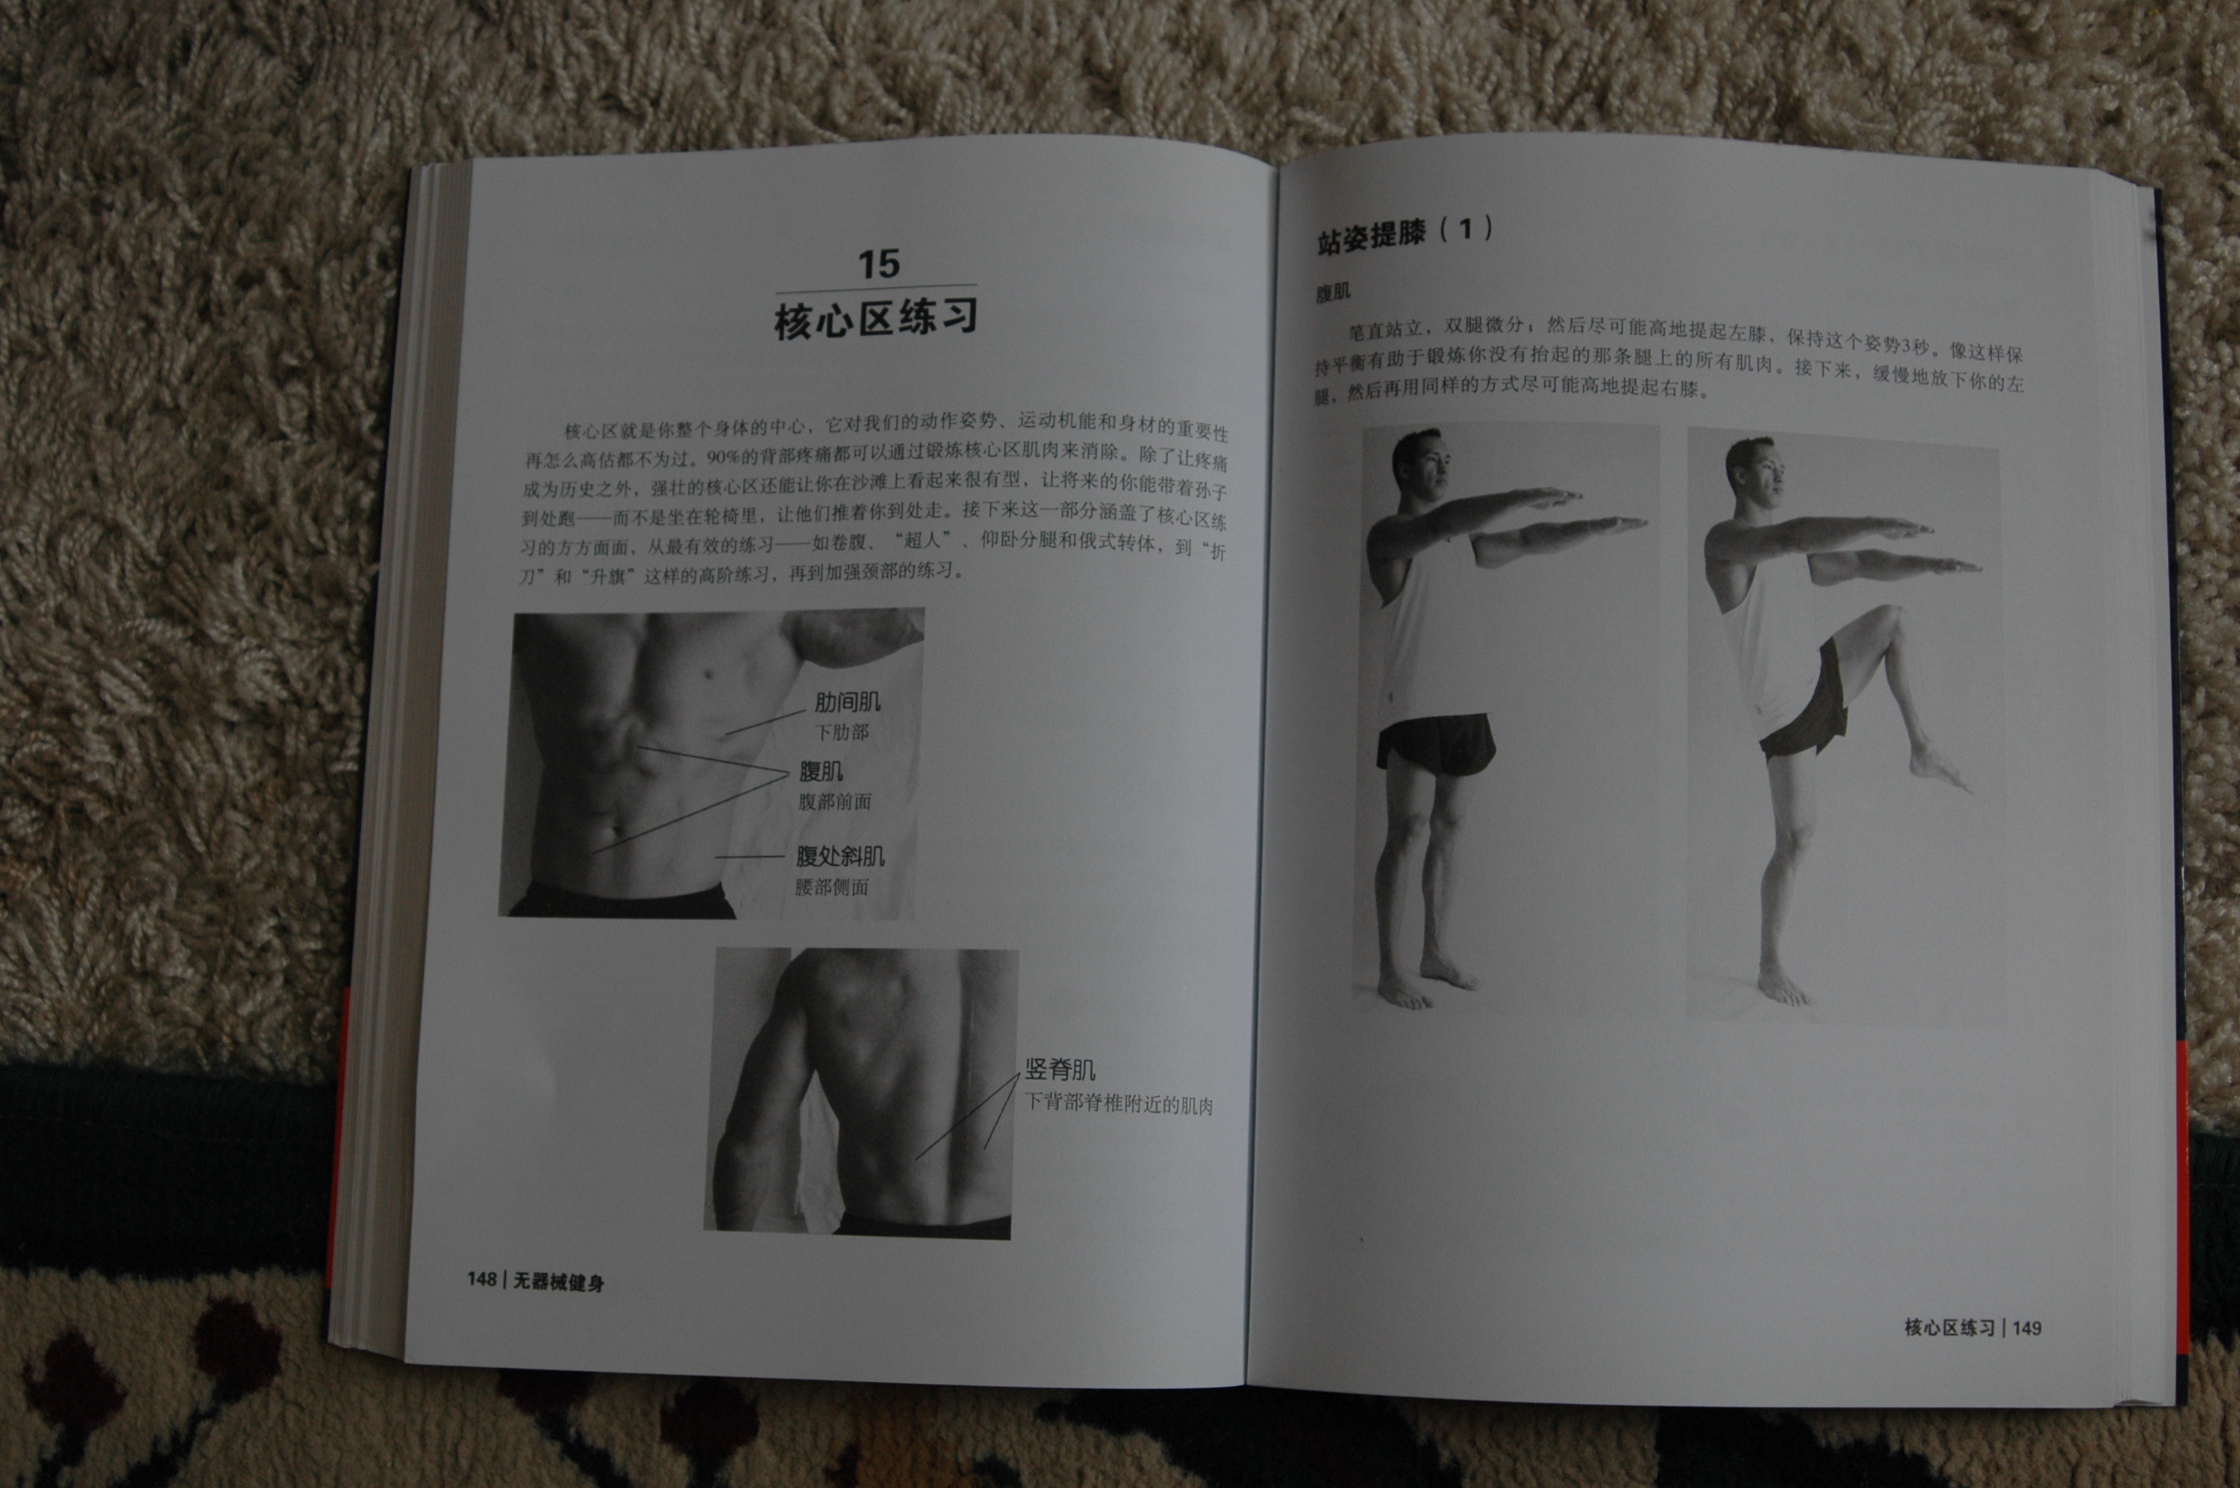 15
核心区练习
核心区就是你整个身体的中心，它对我们的动作姿势、运动机能和身材的重要性
再怎么高估都不为过。90%的背部疼痛都可以通过锻炼核心区肌肉来消除。除了让疼痛
成为历史之外，强壮的核心区还能让你在沙滩上看起来很有型，让将来的你能带着孙子
到处跑——而不是坐在轮椅里，让他们推着你到处走。接下来这一部分涵盖了核心区练
习的方方面面，从最有效的练习——如卷腹、“超人”、仰卧分腿和俄式转体，到“折
刀”和“升旗”这样的高阶练习，再到加强颈部的练习。
肋间肌
下肋部
腹肌
腹部前面
腹处斜肌
腰部侧面
竖脊肌
下背部脊椎附近的肌肉
148 | 无器械健身
站姿提膝（1）
腹肌
笔直站立，双腿微分，然后尽可能高地提起左膝，保持这个姿势3秒。像这样保
持平衡有助于锻炼你没有抬起的那条腿上的所有肌肉。接下来，缓慢地放下你的左
腿，然后再用同样的方式尽可能高地提起右膝。
核心区练习 | 149